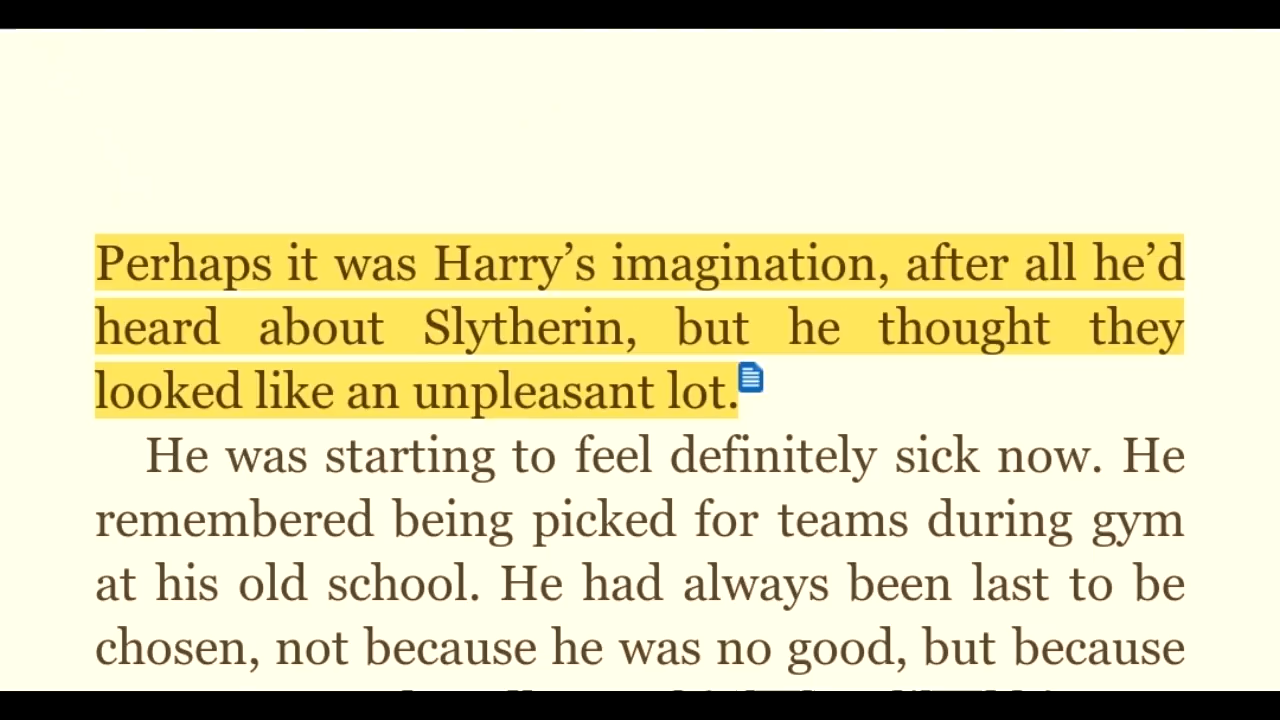 Perhaps it was Harry’s imagination, after all he’d
heard about Slytherin, but he thought they
looked like an unpleasant lot.
He was starting to feel definitely sick now. He
remembered being picked for teams during gym
at his old school. He had always been last to be
chosen, not because he was no good, but because